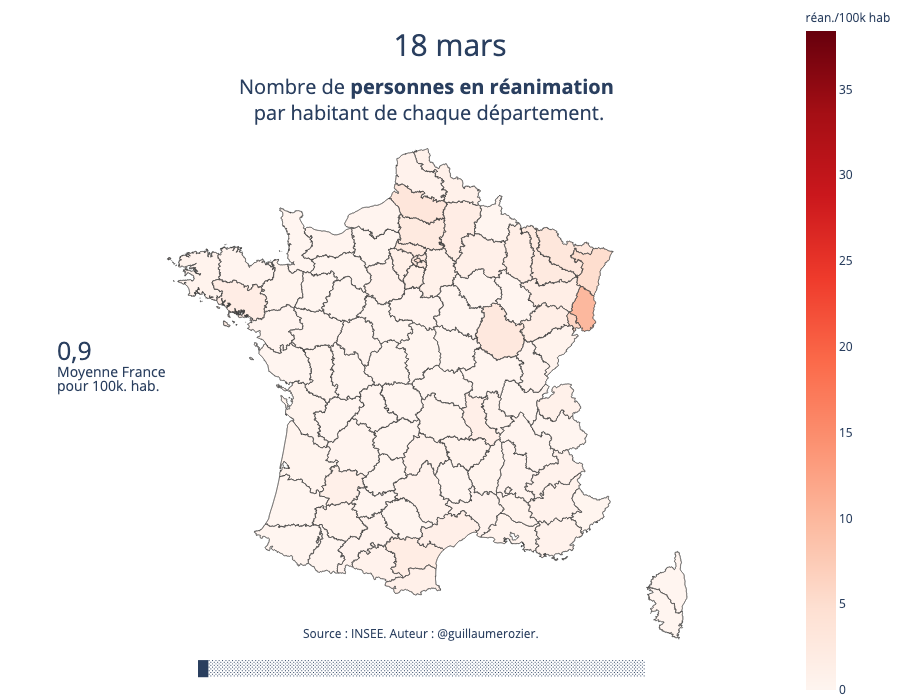 réan./100k hab
18 mars
Nombre de personnes en réanimation
par habitant de chaque département.
35
30
25
20
15
10
5
0
0,9
Moyenne France
pour 100k. hab.
Source : INSEE. Auteur : @guillaumerozier.